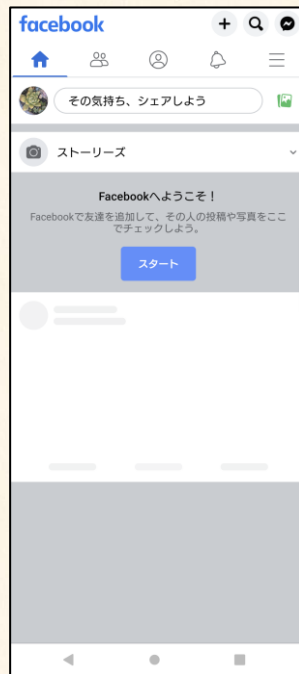 facebook
その気持ち、シェアしよう
ストーリーズ
Facebookへようこそ！
Facebookで友達を追加して、その人の投稿や写真をここ
でチェックしよう。
スタート